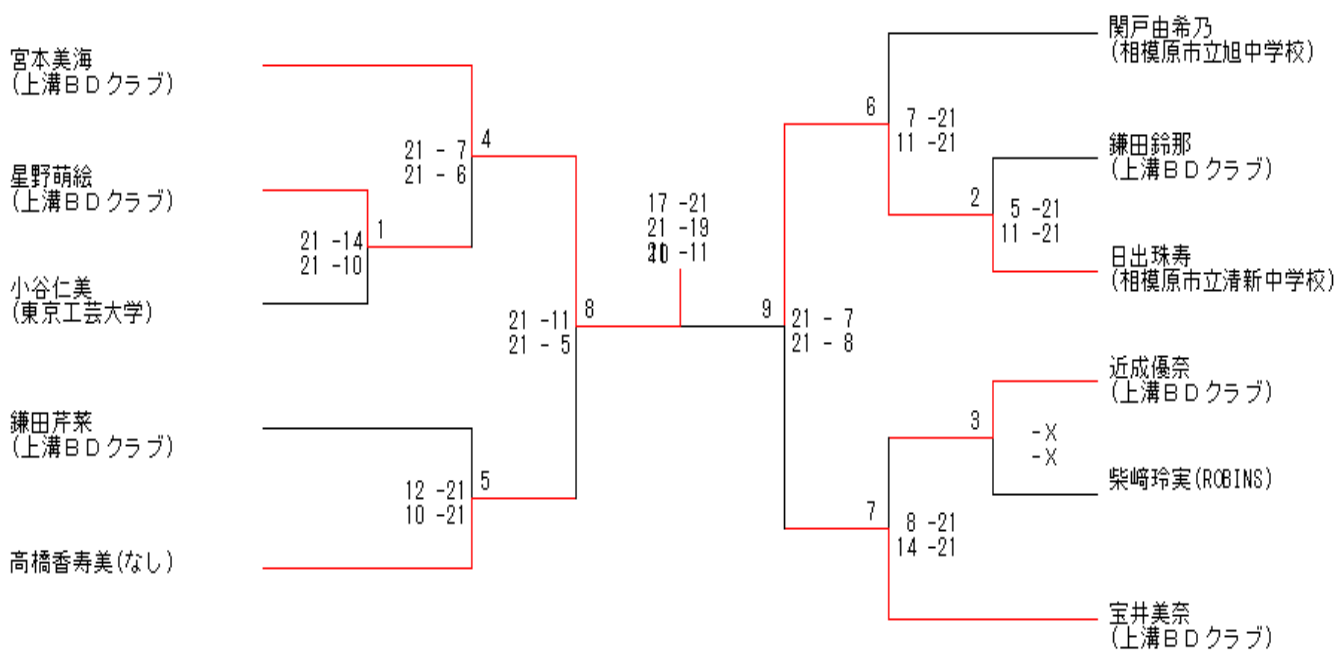 宮本美海
(上溝BDクラブ)
星野萌絵
(上溝BDクラブ)
小谷仁美
(東京工芸大学)
鎌田芹菜
(上溝BDクラブ)
高橋香寿美(なし)
21 - 7
21 - 6
4
21 -14
21 -10
1
12 -21
10 -21
5
21 -11
21 - 5
8
17 -21
21 -19
-11
9
21 - 7
21 - 8
6
7 -21
11 -21
2
5 -21
11 -21
3
-X
-X
7
8 -21
14 -21
関戸由希乃
(相模原市立旭中学校)
鎌田鈴那
(上溝BDクラブ)
日出珠寿
(相模原市立清新中学校)
近成優奈
(上溝BDクラブ)
柴﨑玲実(ROBINS)
宝井美奈
(上溝BDクラブ)